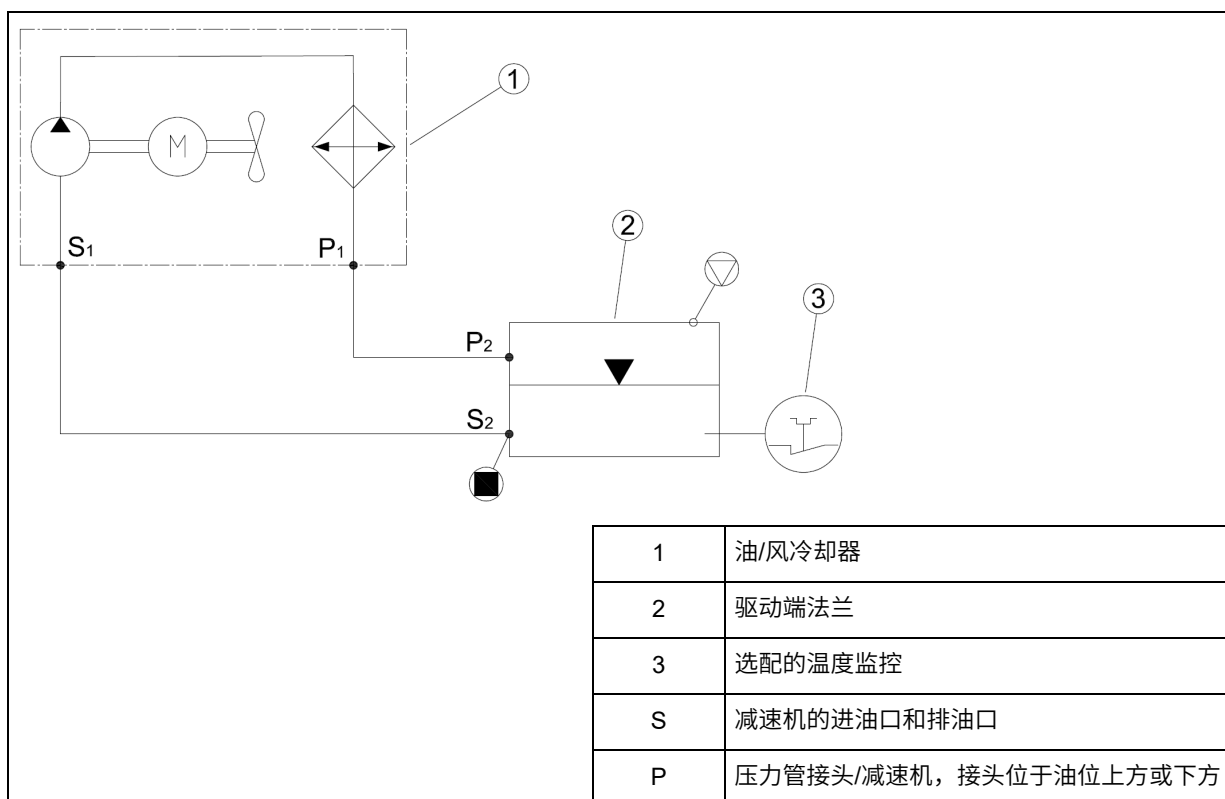 1
M
S1
P1
2
3
P2
S2
1 油/风冷却器
2 驱动端法兰
3 选配的温度监控
S 减速机的进油口和排油口
P 压力管接头/减速机，接头位于油位上方或下方